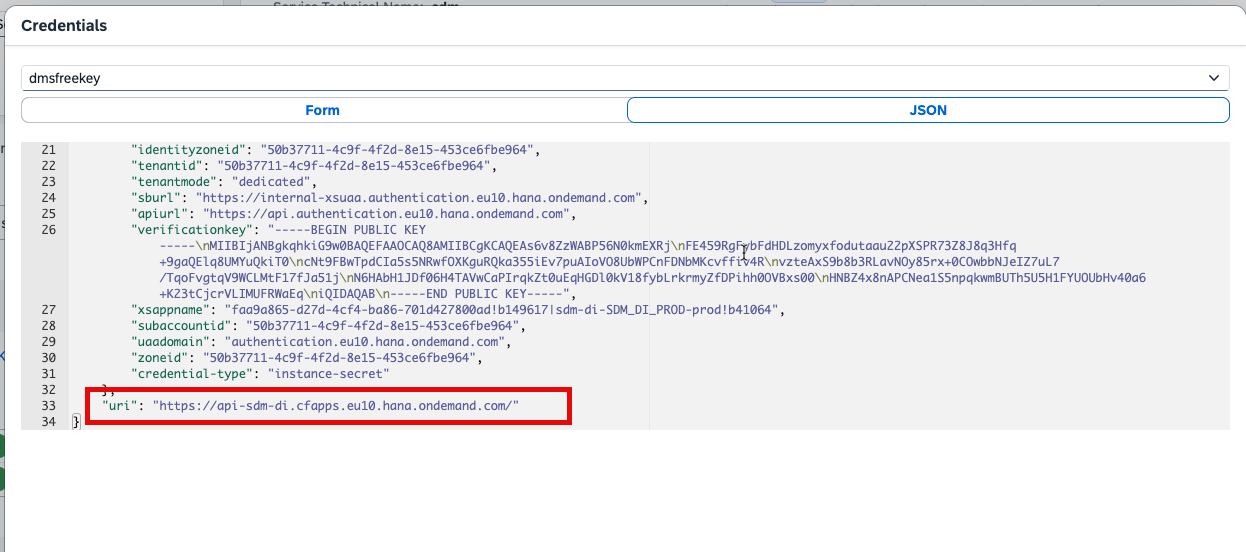 Credentials
dmsfreekey
Form JSON
21 "identityzoneid": "50b37711-4c9f-4f2d-8e15-453ce6fbe964",
22 "tenantid": "50b37711-4c9f-4f2d-8e15-453ce6fbe964",
23 "tenantmode": "dedicated",
24 "sburl": "https://internal-xsuaa.authentication.eu10.hana.ondemand.com",
25 "apiurl": "https://api.authentication.eu10.hana.ondemand.com",
26 "verificationkey": "-----BEGIN PUBLIC KEY
-----\nMIIBIjANBgkqhkiG9w0BAQEFAAOCAQ8AMIIBCgKCAQEAs6v8ZzWABP56N0kmEXRj\nFE459RgFybFdHDLzomyxfodutaau22pXSPR73Z8J8q3Hfq
+9gaQElq8UMYuQkiT0\ncNt9FBwTpdCIa5s5NRwfOXKguRQka355iEv7puAIoVO8UbWPCnFDNbMKcvffiv4R\nvzteAxS9b8b3RLavNOy85rx+0COwbbNJeIZ7uL7
/TqoFvgtqV9WCLMtF17fJa51j\nN6HAbH1JDf06H4TAVwCaPIrqkZt0uEqHGDl0kV18fybLrkrmyZfDPihh0OVBxs00\nHNBZ4x8nAPCNea1S5npqkwmBUTh5U5H1FYUOUbHv40a6
+K23tCjcrVLIMUFRWaEq\niQIDAQAB\n-----END PUBLIC KEY-----",
27 "xsappname": "faa9a865-d27d-4cf4-ba86-701d427800ad!b149617|sdm-di-SDM_DI_PROD-prod!b41064",
28 "subaccountid": "50b37711-4c9f-4f2d-8e15-453ce6fbe964",
29 "uaadomain": "authentication.eu10.hana.ondemand.com",
30 "zoneid": "50b37711-4c9f-4f2d-8e15-453ce6fbe964",
31 "credential-type": "instance-secret"
32 },
33 "uri": "https://api-sdm-di.cfapps.eu10.hana.ondemand.com/"
34 }